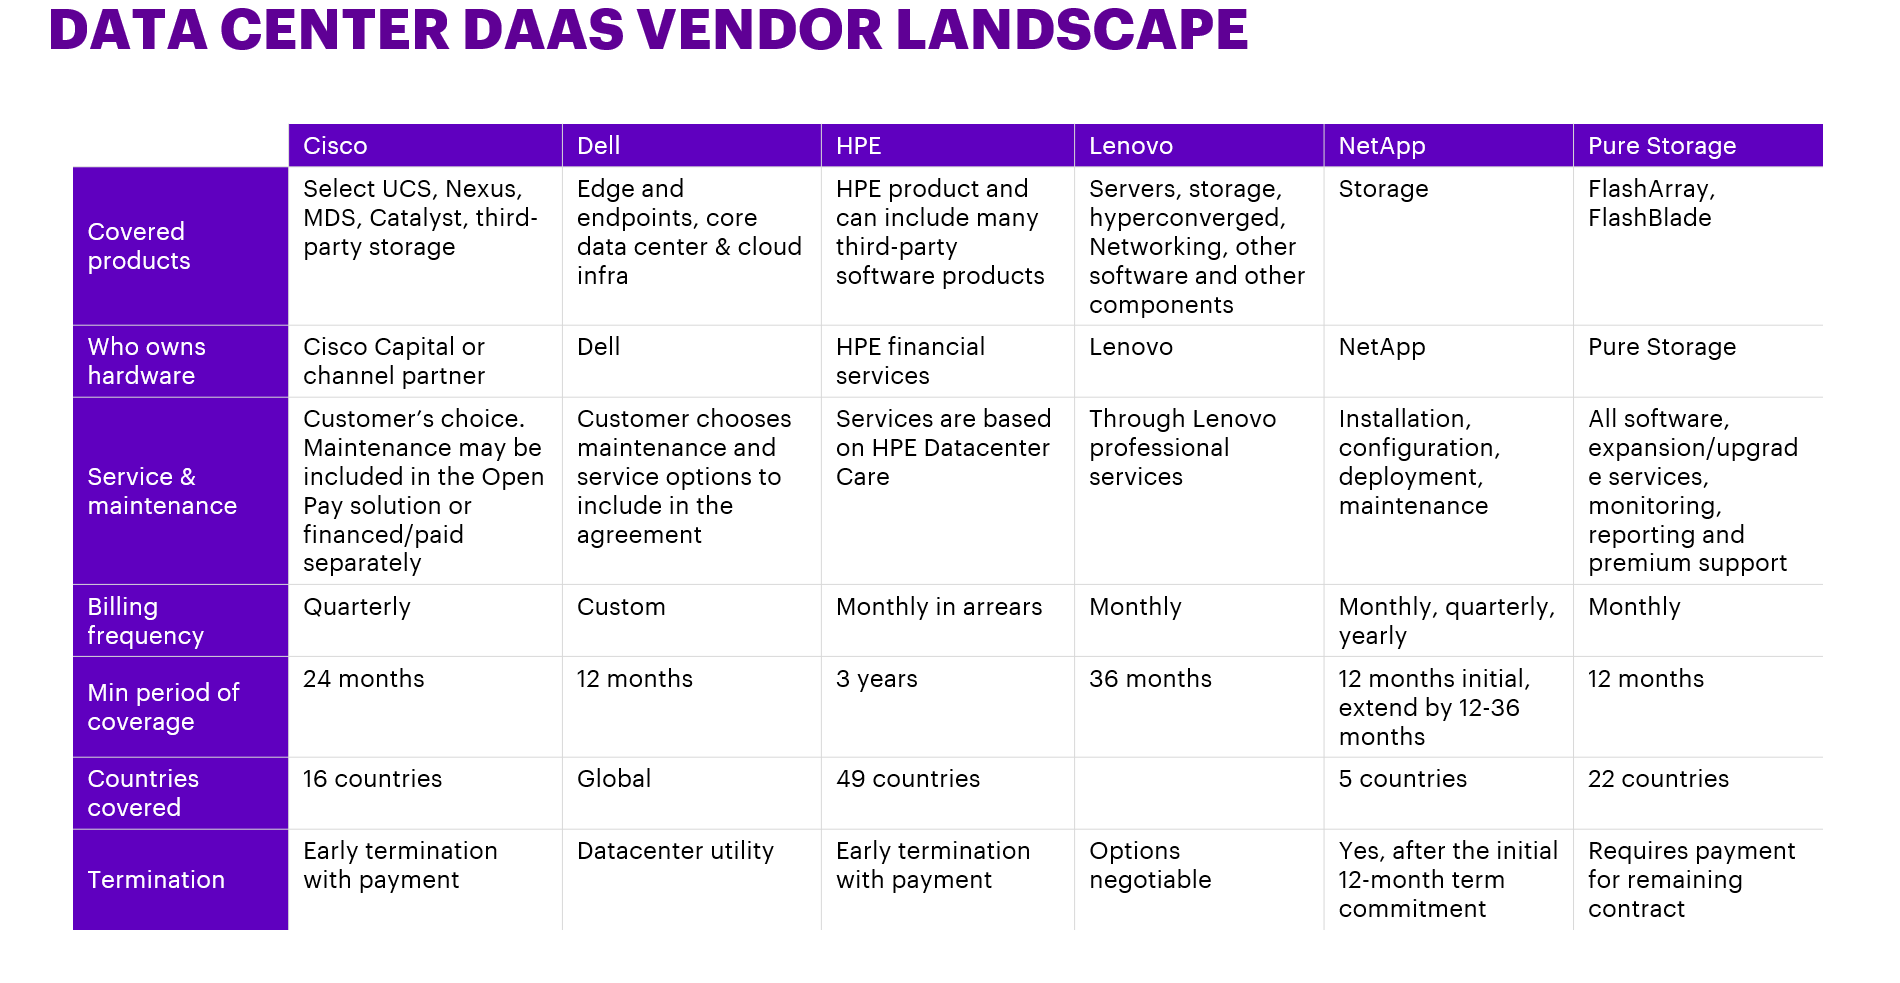 DATA CENTER DAAS VENDOR LANDSCAPE
Cisco
Dell
HPE
Lenovo
NetApp
Pure Storage
Covered
products
Select UCS, Nexus,
MDS, Catalyst, third-
party storage
Edge and
endpoints, core
data center & cloud
infra
HPE product and
can include many
third-party
software products
Servers, storage,
hyperconverged,
Networking, other
software and other
components
Storage
FlashArray,
FlashBlade
Who owns
hardware
Cisco Capital or
channel partner
Dell
HPE financial
services
Lenovo
NetApp
Pure Storage
Service &
maintenance
Customer’s choice.
Maintenance may be
included in the Open
Pay solution or
financed/paid
separately
Customer chooses
maintenance and
service options to
include in the
agreement
Services are based
on HPE Datacenter
Care
Through Lenovo
professional
services
Installation,
configuration,
deployment,
maintenance
All software,
expansion/upgrad
e services,
monitoring,
reporting and
premium support
Billing
frequency
Quarterly
Custom
Monthly in arrears
Monthly
Monthly, quarterly,
yearly
Monthly
Min period of
coverage
24 months
12 months
3 years
36 months
12 months initial,
extend by 12-36
months
12 months
Countries
covered
16 countries
Global
49 countries
5 countries
22 countries
Termination
Early termination
with payment
Datacenter utility
Early termination
with payment
Options
negotiable
Yes, after the initial
12-month term
commitment
Requires payment
for remaining
contract